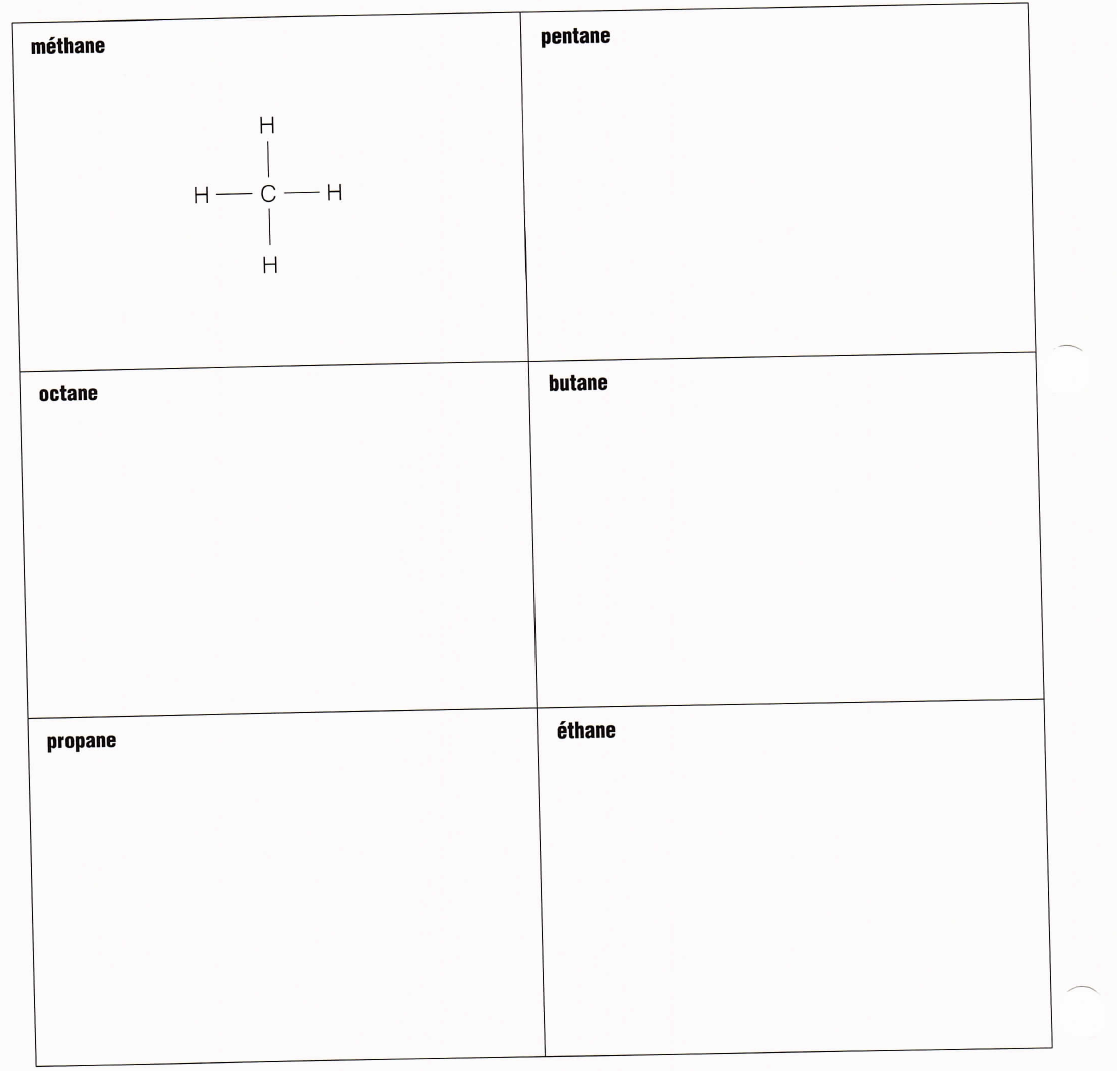 méthane
H
H — C — H
H
pentane
octane
butane
propane
éthane